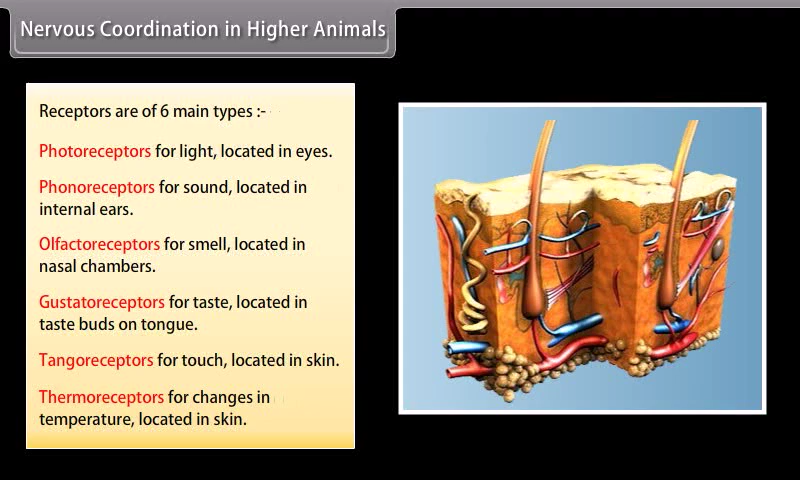 Nervous Coordination in Higher Animals
Receptors are of 6 main types :-
Photoreceptors for light, located in eyes.
Phonoreceptors for sound, located in
internal ears.
Olfactoreceptors for smell, located in
nasal chambers.
Gustatoreceptors for taste, located in
taste buds on tongue.
Tangoreceptors for touch, located in skin.
Thermoreceptors for changes in
temperature, located in skin.